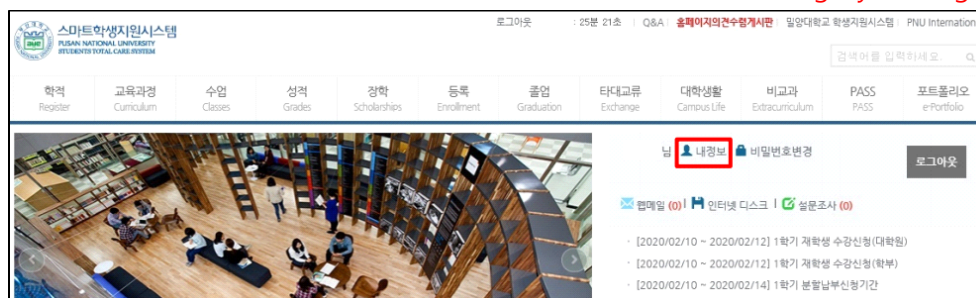 로그아웃 : 25분 21초 | Q&A | 홈페이지의견수렴게시판 | 밀양대학교 학생지원시스템 | PNU Internation
스마트학생지원시스템
PUSAN NATIONAL UNIVERSITY
STUDENTS TOTAL CARE SYSTEM
검색어를 입력하세요.
학적 교육과정 수업 성적 장학 등록 졸업 타대교류 대학생활 비교과 PASS 포트폴리오
Register Curriculum Classes Grades Scholarships Enrollment Graduation Exchange Campus Life Extracurriculum PASS e-Portfolio
님 내정보 비밀번호변경
로그아웃
웹메일 (0) | 인터넷 디스크 | 설문조사 (0)
· [2020/02/10 ~ 2020/02/12] 1학기 재학생 수강신청(대학원)
· [2020/02/10 ~ 2020/02/12] 1학기 재학생 수강신청(학부)
· [2020/02/10 ~ 2020/02/14] 1학기 분할납부신청기간